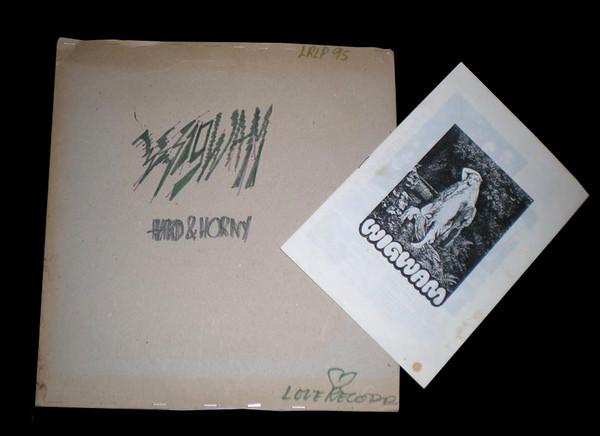 LRLP 95
WIGWAM
HARD & HORNY
WIGWAM
LOVE RECORDS